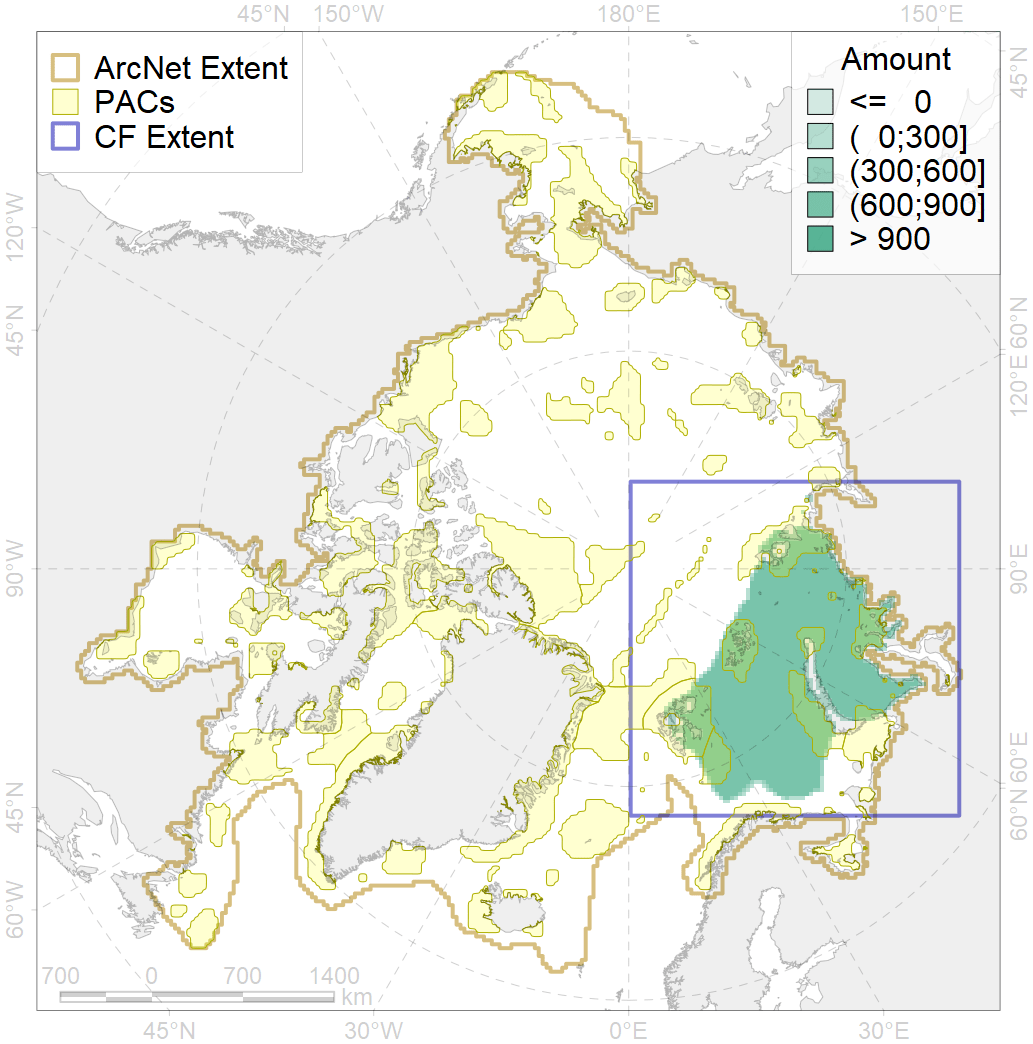 45°N 150°W 180°E 150°E
ArcNet Extent
PACs
CF Extent
Amount
<= 0
( 0;300]
(300;600]
(600;900]
> 900
45°N
120°W
45°N
90°W
45°N
60°W
60°N
120°E
90°E
60°E
60°N
700 0 700 1400
km
45°N 30°W 0°E 30°E